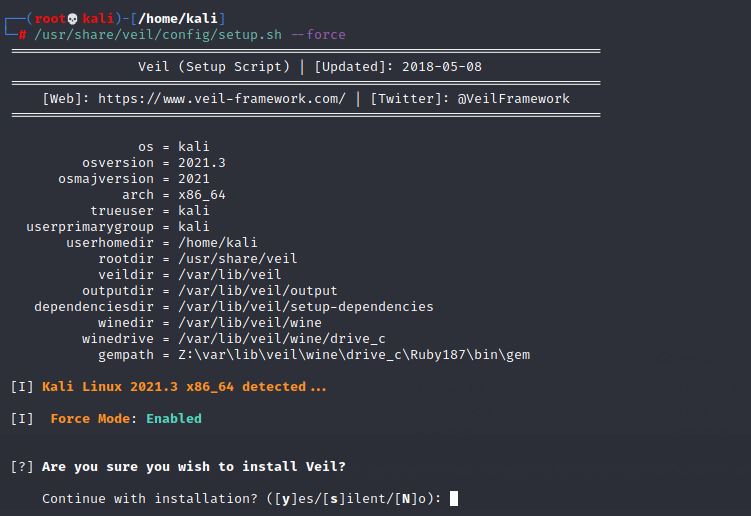 (root💀kali)-[/home/kali]
# /usr/share/veil/config/setup.sh --force
Veil (Setup Script) | [Updated]: 2018-05-08
[Web]: https://www.veil-framework.com/ | [Twitter]: @VeilFramework
os = kali
osversion = 2021.3
osmajversion = 2021
arch = x86_64
trueuser = kali
userprimarygroup = kali
userhomedir = /home/kali
rootdir = /usr/share/veil
veildir = /var/lib/veil
outputdir = /var/lib/veil/output
dependenciesdir = /var/lib/veil/setup-dependencies
winedir = /var/lib/veil/wine
winedrive = /var/lib/veil/wine/drive_c
gempath = Z:\var\lib\veil\wine\drive_c\Ruby187\bin\gem
[I] Kali Linux 2021.3 x86_64 detected...
[I] Force Mode: Enabled
[?] Are you sure you wish to install Veil?
Continue with installation? ([y]es/[s]ilent/[N]o):